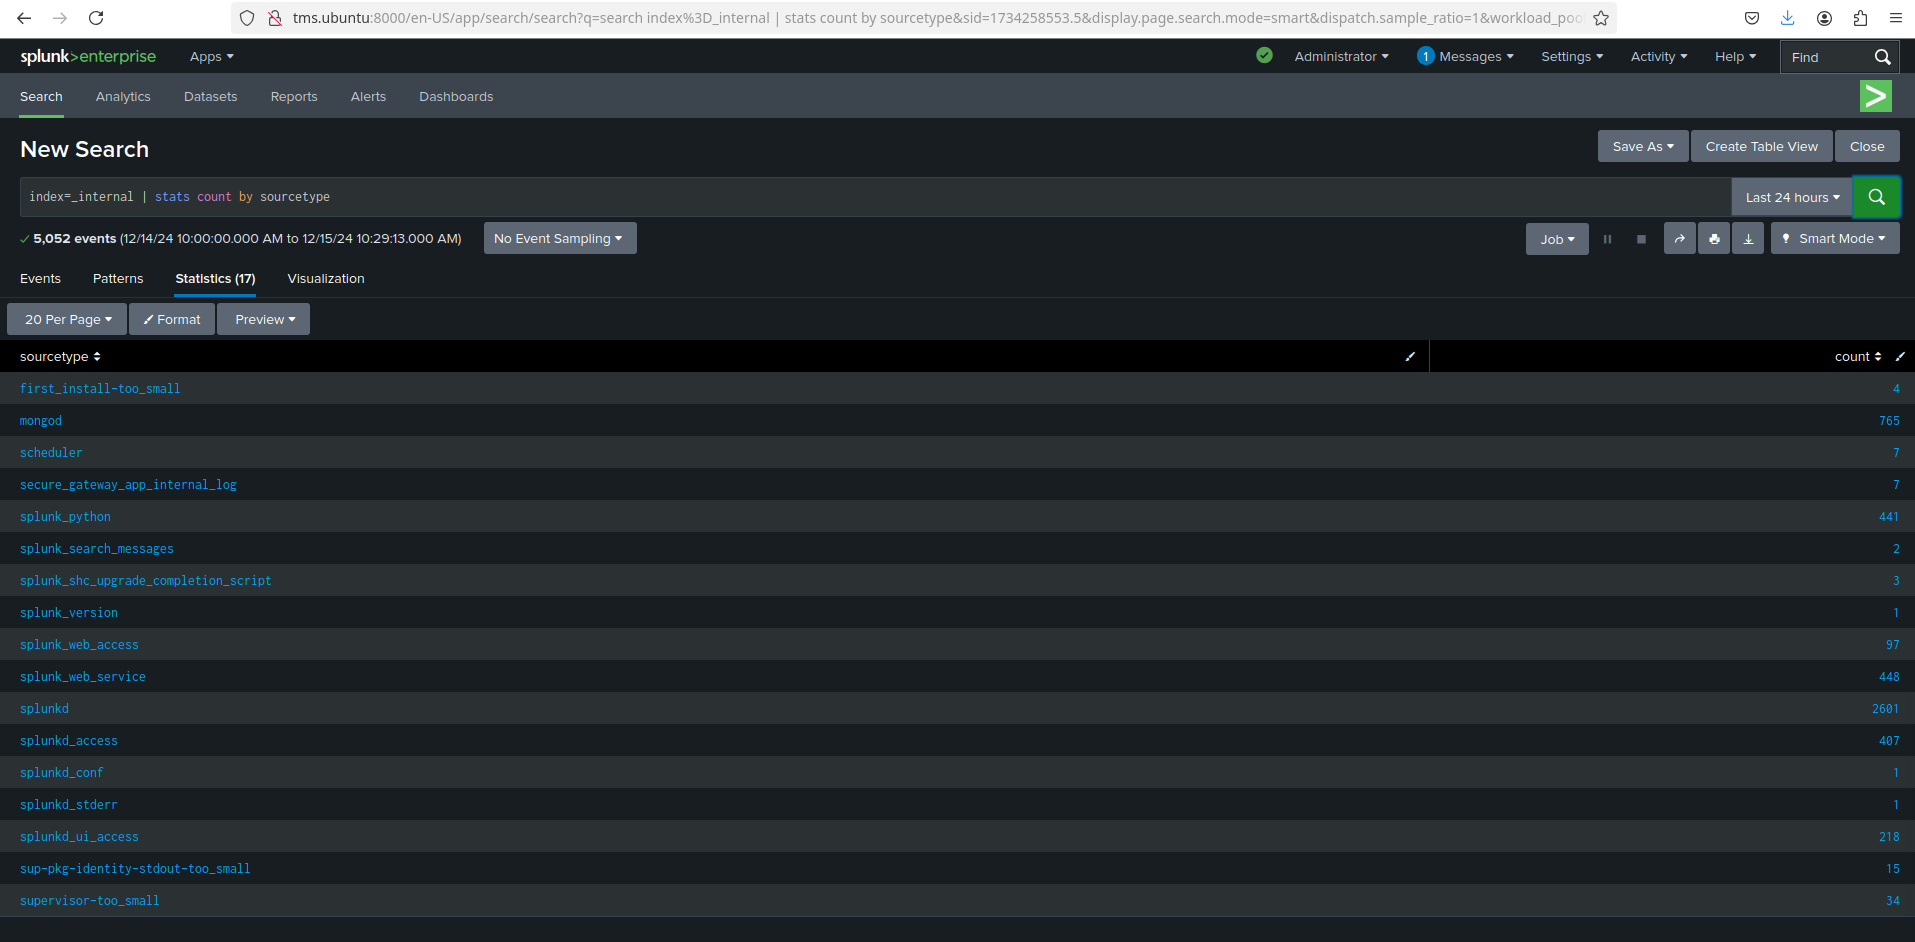 tms.ubuntu:8000/en-US/app/search/search?q=search index%3D_internal | stats count by sourcetype&sid=1734258553.5&display.page.search.mode=smart&dispatch.sample_ratio=1&workload_poo
splunk>enterprise Apps Administrator 1 Messages Settings Activity Help Find
Search Analytics Datasets Reports Alerts Dashboards
New Search Save As Create Table View Close
index=_internal | stats count by sourcetype Last 24 hours
5,052 events (12/14/24 10:00:00.000 AM to 12/15/24 10:29:13.000 AM) No Event Sampling Job Smart Mode
Events Patterns Statistics (17) Visualization
20 Per Page Format Preview
sourcetype count
first_install-too_small 4
mongod 765
scheduler 7
secure_gateway_app_internal_log 7
splunk_python 441
splunk_search_messages 2
splunk_shc_upgrade_completion_script 3
splunk_version 1
splunk_web_access 97
splunk_web_service 448
splunkd 2601
splunkd_access 407
splunkd_conf 1
splunkd_stderr 1
splunkd_ui_access 218
sup-pkg-identity-stdout-too_small 15
supervisor-too_small 34